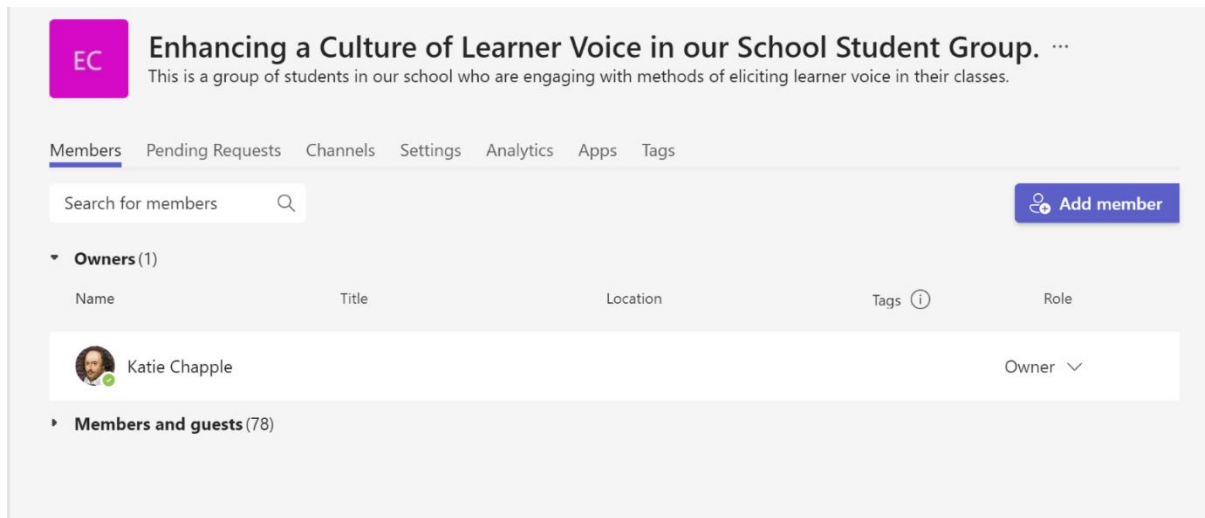 EC
Enhancing a Culture of Learner Voice in our School Student Group. ...
This is a group of students in our school who are engaging with methods of eliciting learner voice in their classes.
Members Pending Requests Channels Settings Analytics Apps Tags
Search for members
Add member
Owners (1)
Name Title Location Tags Role
Katie Chapple Owner
Members and guests (78)